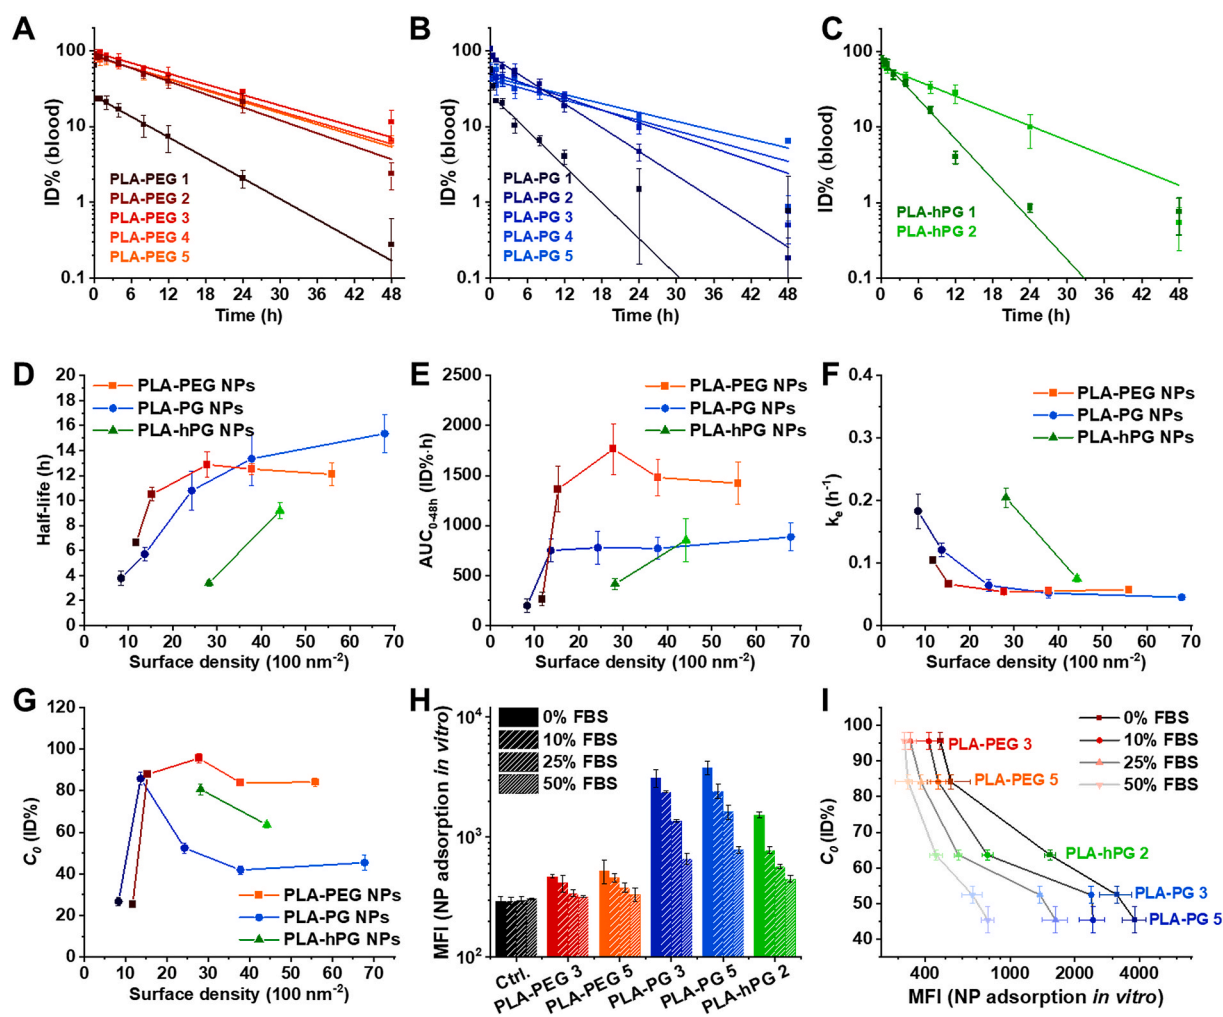 A
ID% (blood)
100
10
1
0.1
PLA-PEG 1
PLA-PEG 2
PLA-PEG 3
PLA-PEG 4
PLA-PEG 5
0 6 12 18 24 30 36 42 48
Time (h)
B
ID% (blood)
100
10
1
0.1
PLA-PG 1
PLA-PG 2
PLA-PG 3
PLA-PG 4
PLA-PG 5
0 6 12 18 24 30 36 42 48
Time (h)
C
ID% (blood)
100
10
1
0.1
PLA-hPG 1
PLA-hPG 2
0 6 12 18 24 30 36 42 48
Time (h)
D
Half-life (h)
20
18
16
14
12
10
8
6
4
2
0
PLA-PEG NPs
PLA-PG NPs
PLA-hPG NPs
0 10 20 30 40 50 60 70
Surface density (100 nm⁻²)
E
AUC₀₋₄₈ₕ (ID%·h)
2500
2000
1500
1000
500
0
PLA-PEG NPs
PLA-PG NPs
PLA-hPG NPs
0 10 20 30 40 50 60 70
Surface density (100 nm⁻²)
F
kₑ (h⁻¹)
0.4
0.3
0.2
0.1
0.0
PLA-PEG NPs
PLA-PG NPs
PLA-hPG NPs
0 10 20 30 40 50 60 70
Surface density (100 nm⁻²)
G
C₀ (ID%)
120
100
80
60
40
20
0
PLA-PEG NPs
PLA-PG NPs
PLA-hPG NPs
0 10 20 30 40 50 60 70
Surface density (100 nm⁻²)
H
MFI (NP adsorption in vitro)
10⁴
10³
10²
0% FBS
10% FBS
25% FBS
50% FBS
Ctrl.
PLA-PEG 3
PLA-PEG 5
PLA-PG 3
PLA-PG 5
PLA-hPG 2
I
C₀ (ID%)
100
90
80
70
60
50
40
0% FBS
10% FBS
25% FBS
50% FBS
PLA-PEG 3
PLA-PEG 5
PLA-hPG 2
PLA-PG 3
PLA-PG 5
400 1000 2000 4000
MFI (NP adsorption in vitro)